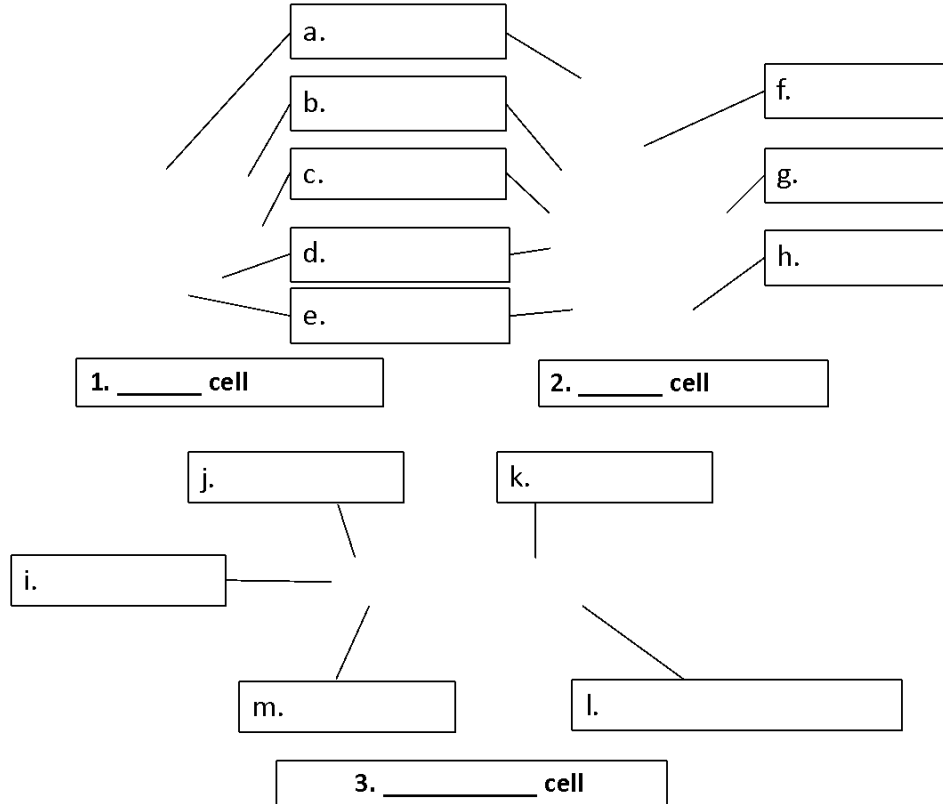 a.
b.
c.
d.
e.
f.
g.
h.
1. ______ cell
2. ______ cell
j.
k.
i.
m.
l.
3. ___________ cell